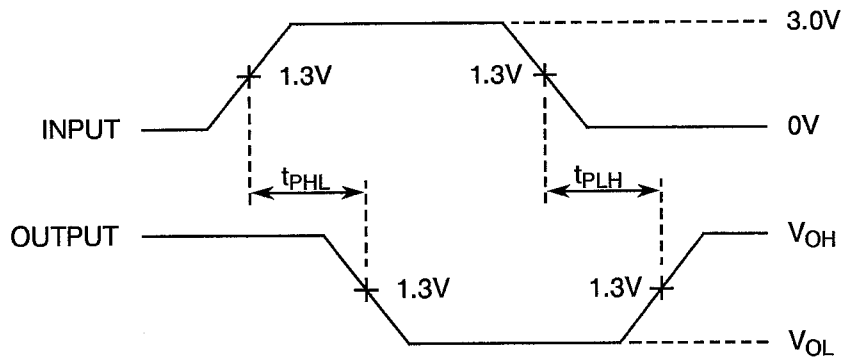 3.0V
1.3V 1.3V
INPUT 0V
tPHL tPLH
OUTPUT VOH
1.3V 1.3V
VOL